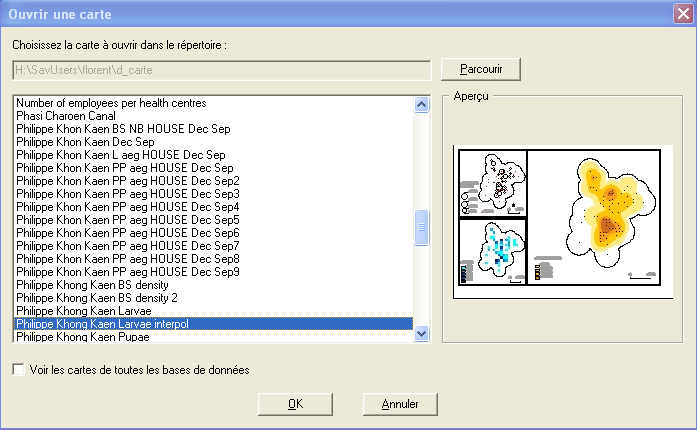 Ouvrir une carte
Choisissez la carte à ouvrir dans le répertoire :
H:\SavUsers\florent\d_carte
Parcourir
Number of employees per health centres
Phasi Charoen Canal
Philippe Khon Kaen BS NB HOUSE Dec Sep
Philippe Khon Kaen Dec Sep
Philippe Khon Kaen L aeg HOUSE Dec Sep
Philippe Khon Kaen PP aeg HOUSE Dec Sep
Philippe Khon Kaen PP aeg HOUSE Dec Sep2
Philippe Khon Kaen PP aeg HOUSE Dec Sep3
Philippe Khon Kaen PP aeg HOUSE Dec Sep4
Philippe Khon Kaen PP aeg HOUSE Dec Sep5
Philippe Khon Kaen PP aeg HOUSE Dec Sep6
Philippe Khon Kaen PP aeg HOUSE Dec Sep7
Philippe Khon Kaen PP aeg HOUSE Dec Sep8
Philippe Khon Kaen PP aeg HOUSE Dec Sep9
Philippe Khong Kaen BS density
Philippe Khong Kaen BS density 2
Philippe Khong Kaen Larvae
Philippe Khong Kaen Larvae interpol
Philippe Khong Kaen Pupae
Aperçu
Voir les cartes de toutes les bases de données
OK
Annuler